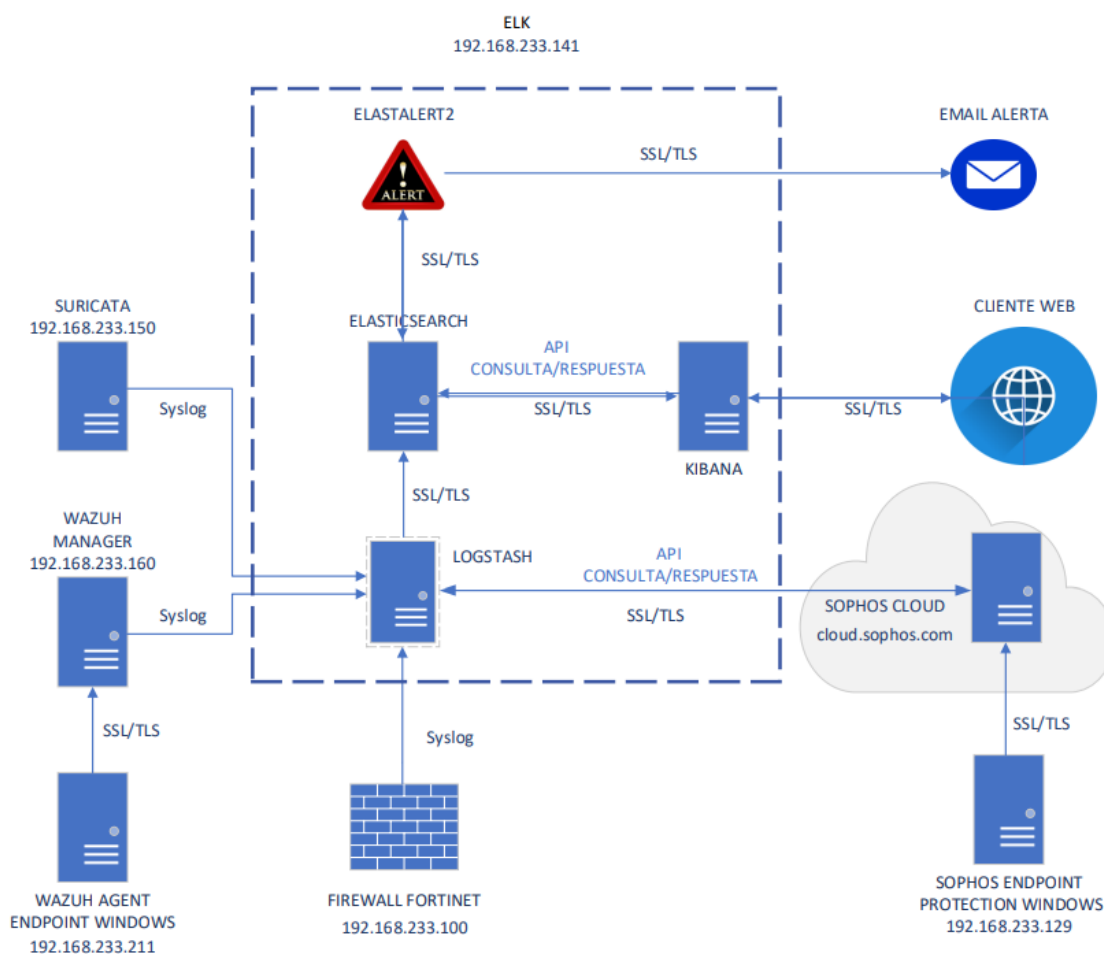 ELK
192.168.233.141
ELASTALERT2
EMAIL ALERTA
SSL/TLS
!
ALERT
SSL/TLS
SURICATA
192.168.233.150
ELASTICSEARCH
CLIENTE WEB
API
CONSULTA/RESPUESTA
SSL/TLS
SSL/TLS
Syslog
KIBANA
SSL/TLS
WAZUH
MANAGER
192.168.233.160
LOGSTASH
API
CONSULTA/RESPUESTA
SSL/TLS
SOPHOS CLOUD
cloud.sophos.com
Syslog
SSL/TLS
Syslog
SSL/TLS
WAZUH AGENT
ENDPOINT WINDOWS
192.168.233.211
FIREWALL FORTINET
192.168.233.100
SOPHOS ENDPOINT
PROTECTION WINDOWS
192.168.233.129